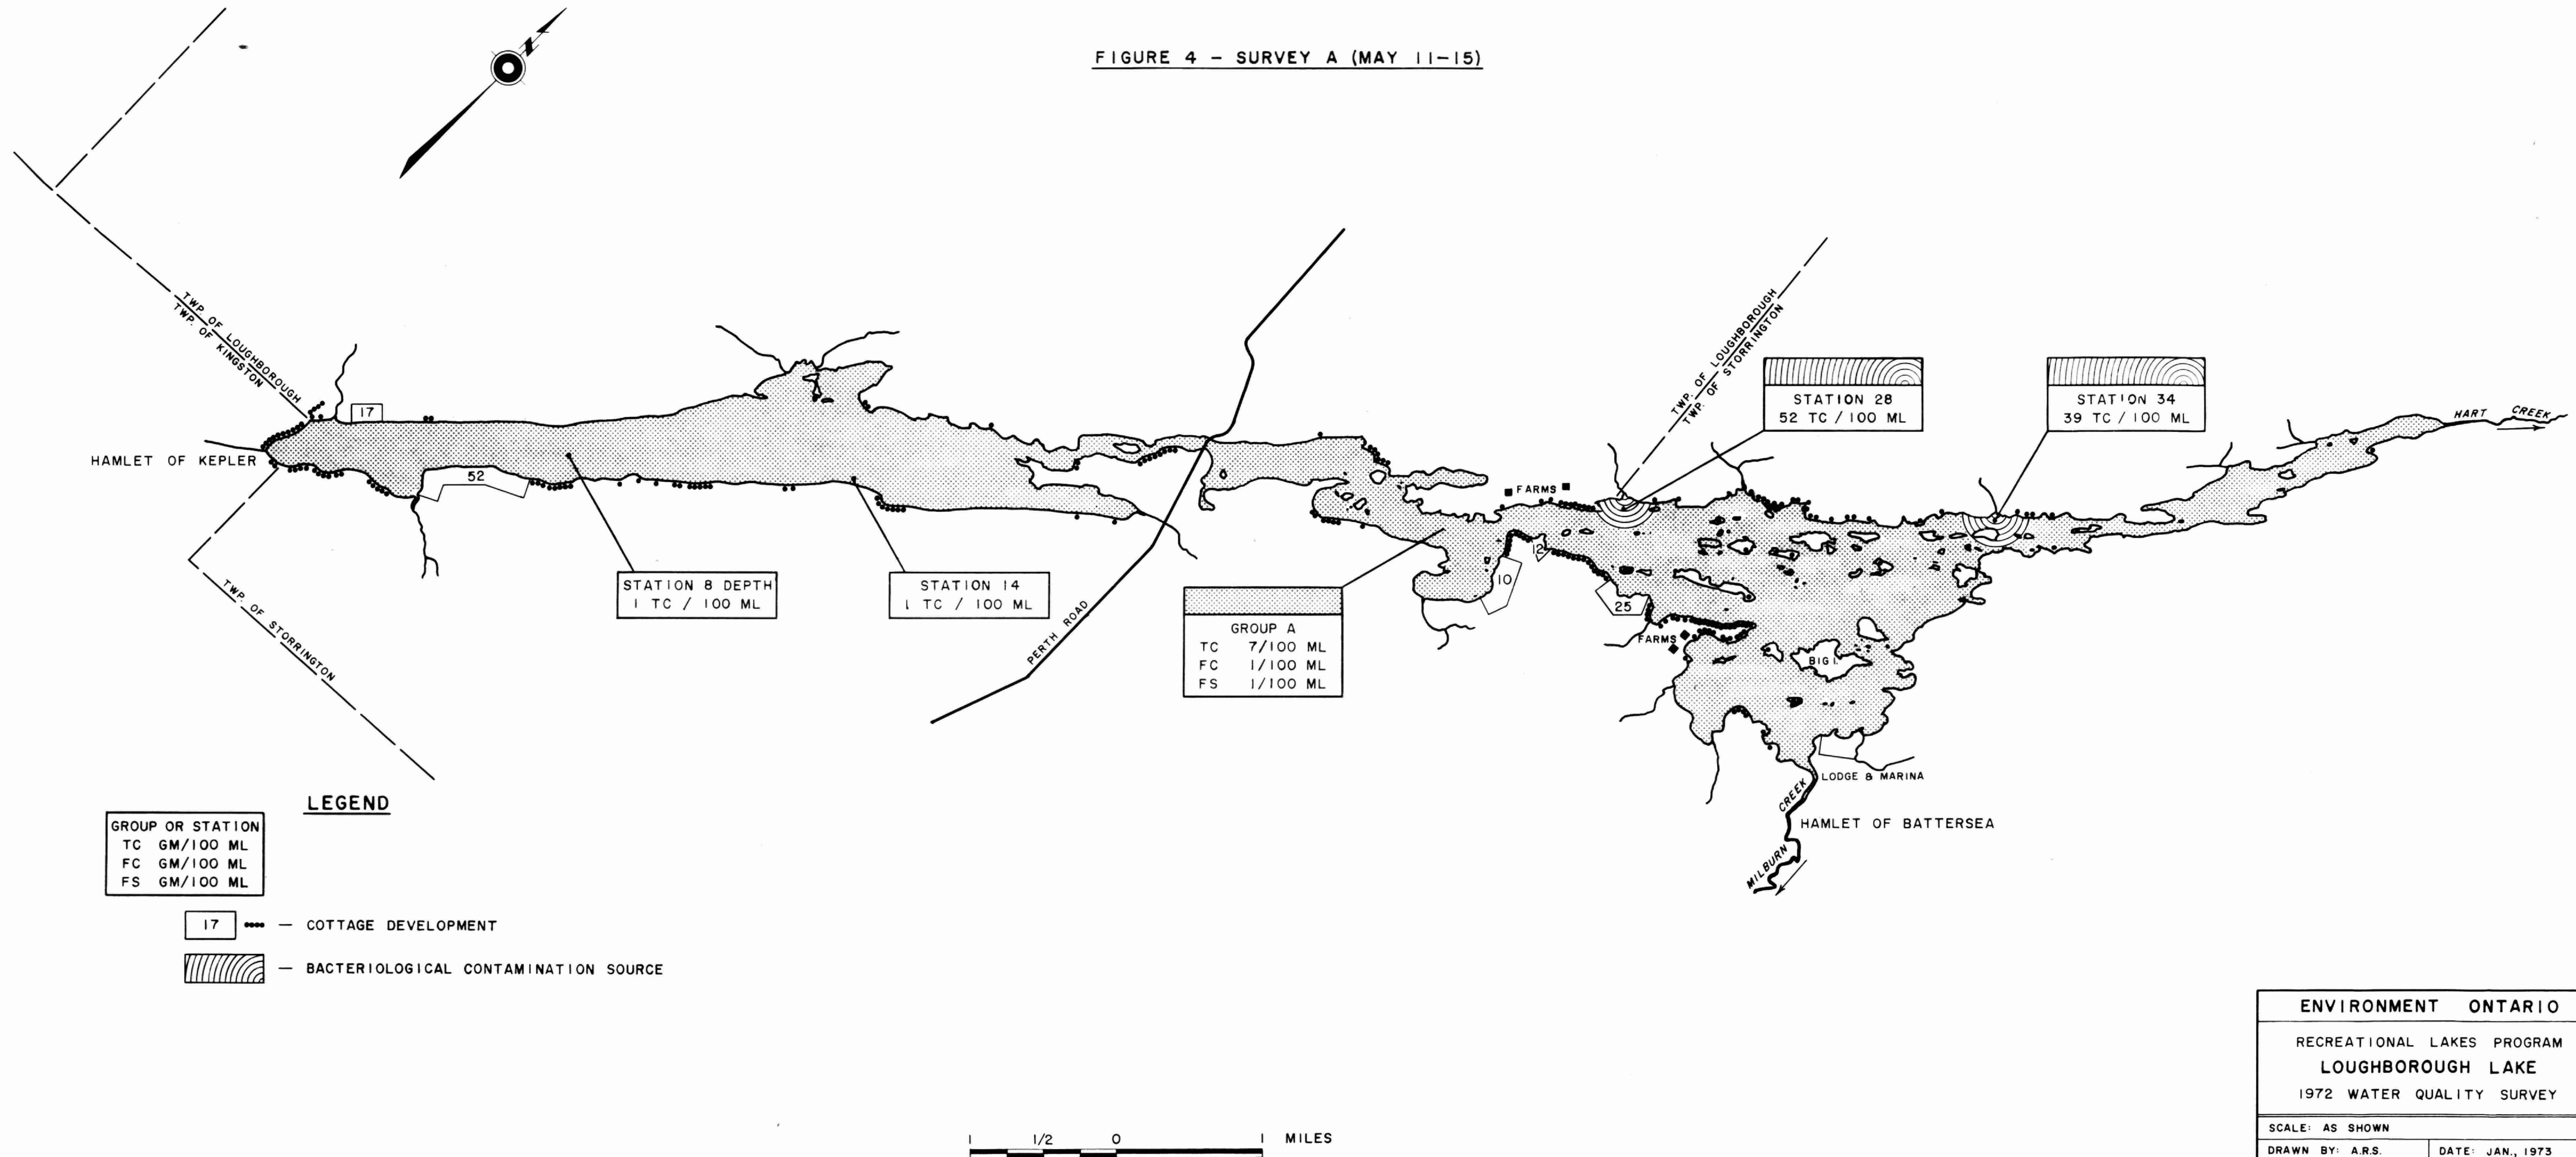 FIGURE 4 - SURVEY A (MAY 11-15)
N
TWP. OF LOUGHBOROUGH
TWP. OF KINGSTON
HAMLET OF KEPLER
17
52
TWP. OF STORRINGTON
STATION 8 DEPTH
1 TC / 100 ML
STATION 14
1 TC / 100 ML
PERTH ROAD
GROUP A
TC 7/100 ML
FC 1/100 ML
FS 1/100 ML
FARMS
10
12
25
FARMS
TWP. OF LOUGHBOROUGH
TWP. OF STORRINGTON
STATION 28
52 TC / 100 ML
STATION 34
39 TC / 100 ML
HART CREEK
BIG I.
LODGE & MARINA
MILBURN CREEK
HAMLET OF BATTERSEA
LEGEND
GROUP OR STATION
TC GM/100 ML
FC GM/100 ML
FS GM/100 ML
17 — COTTAGE DEVELOPMENT
— BACTERIOLOGICAL CONTAMINATION SOURCE
1 1/2 0 1 MILES
ENVIRONMENT ONTARIO
RECREATIONAL LAKES PROGRAM
LOUGHBOROUGH LAKE
1972 WATER QUALITY SURVEY
SCALE: AS SHOWN
DRAWN BY: A.R.S. DATE: JAN., 1973